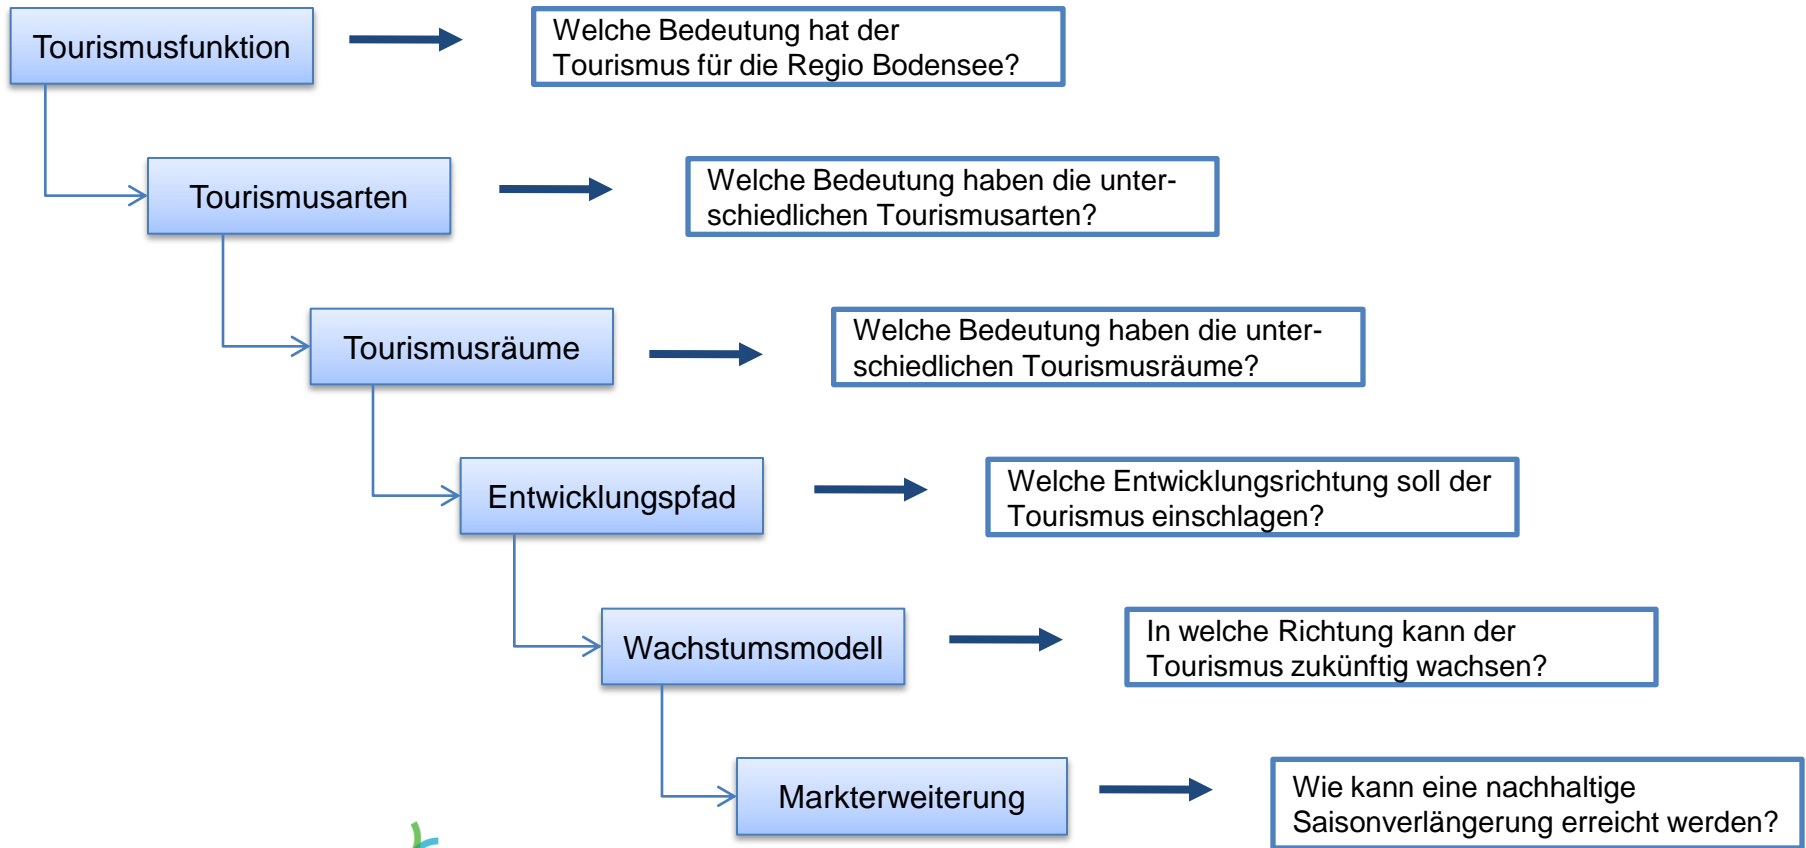 Tourismusfunktion
Welche Bedeutung hat der
Tourismus für die Regio Bodensee?
Tourismusarten
Welche Bedeutung haben die unter-
schiedlichen Tourismusarten?
Tourismusräume
Welche Bedeutung haben die unter-
schiedlichen Tourismusräume?
Entwicklungspfad
Welche Entwicklungsrichtung soll der
Tourismus einschlagen?
Wachstumsmodell
In welche Richtung kann der
Tourismus zukünftig wachsen?
Markterweiterung
Wie kann eine nachhaltige
Saisonverlängerung erreicht werden?